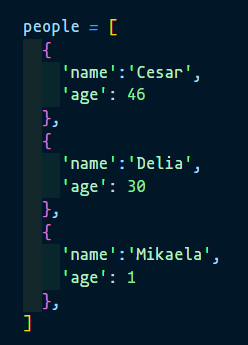 people = [
  {
    'name':'Cesar',
    'age': 46
  },
  {
    'name':'Delia',
    'age': 30
  },
  {
    'name':'Mikaela',
    'age': 1
  },
]